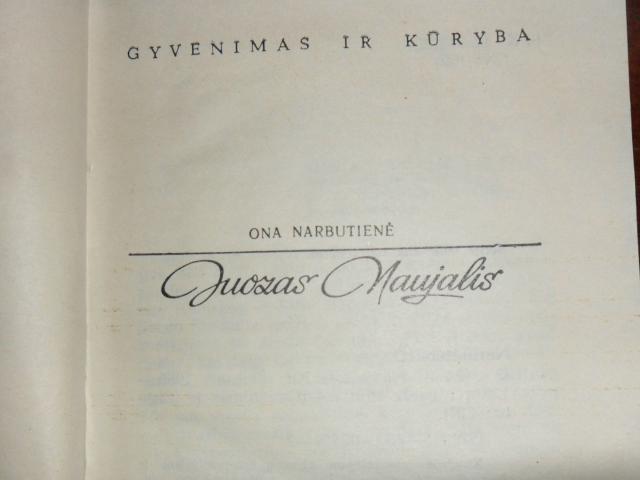 GYVENIMAS IR KŪRYBA
ONA NARBUTIENĖ
Juozas Naujalis